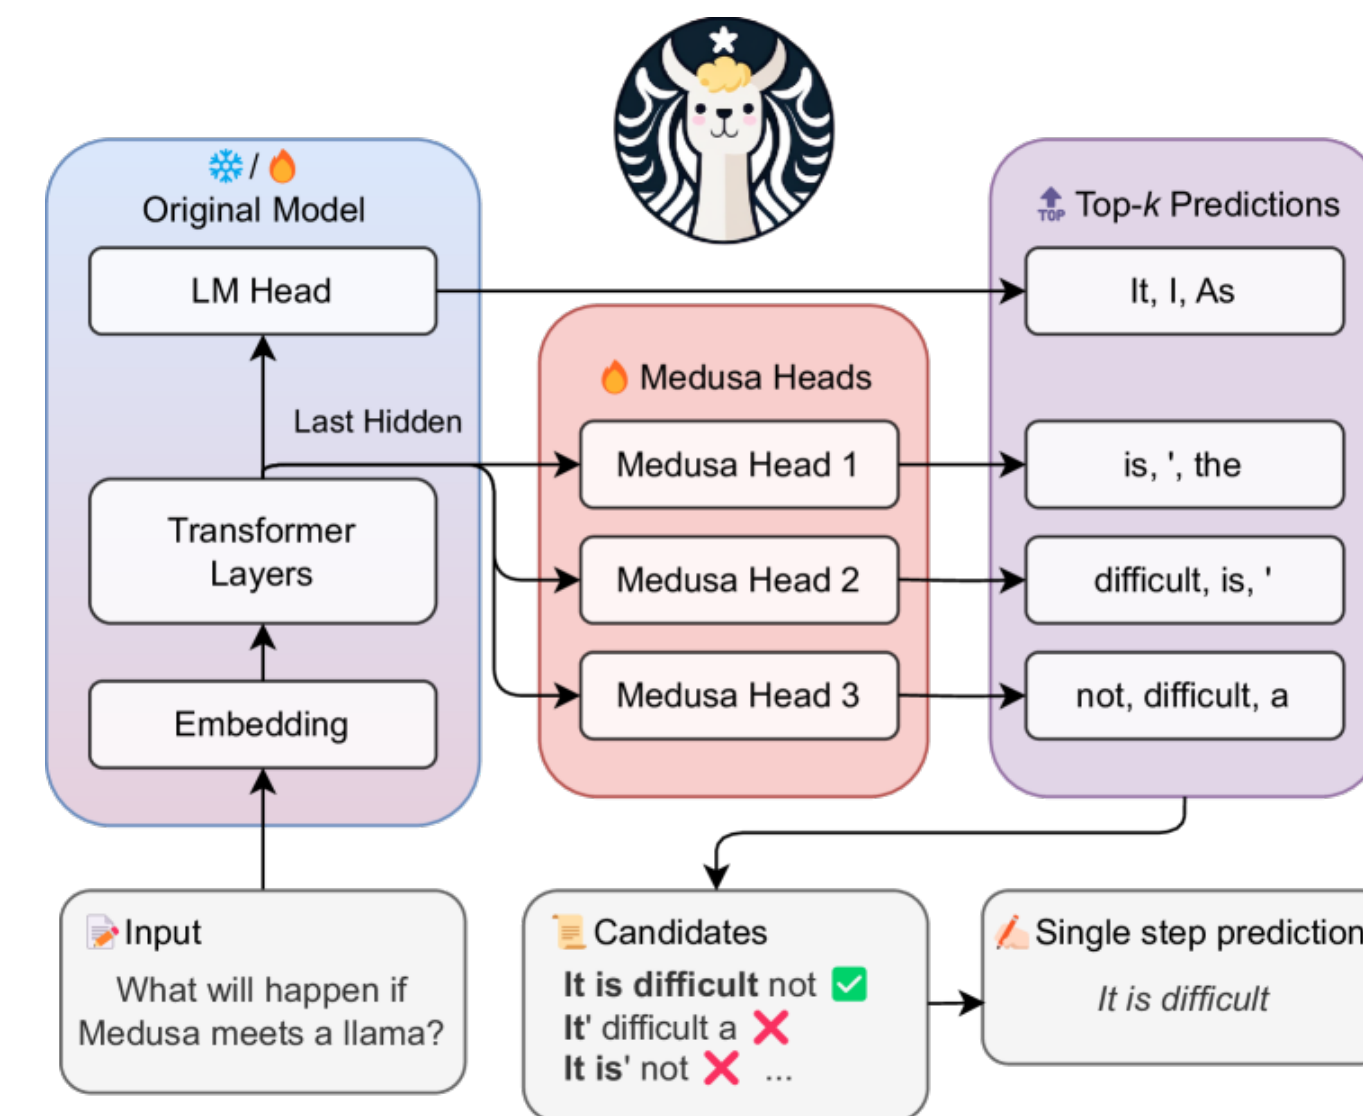 Original Model
LM Head
Last Hidden
Transformer
Layers
Embedding
Medusa Heads
Medusa Head 1
Medusa Head 2
Medusa Head 3
TOP Top-k Predictions
It, I, As
is, ', the
difficult, is, '
not, difficult, a
Input
What will happen if
Medusa meets a llama?
Candidates
It is difficult not
It' difficult a
It is' not ...
Single step prediction
It is difficult